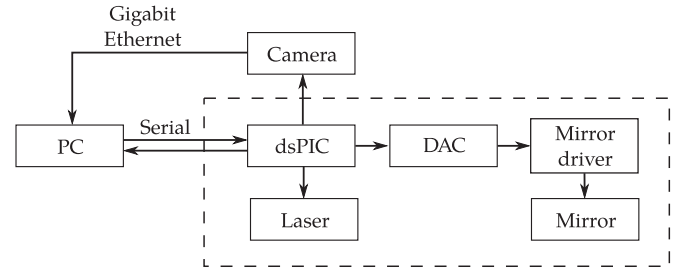 Gigabit
Ethernet
Camera
Serial
PC
dsPIC
DAC
Mirror
driver
Laser
Mirror